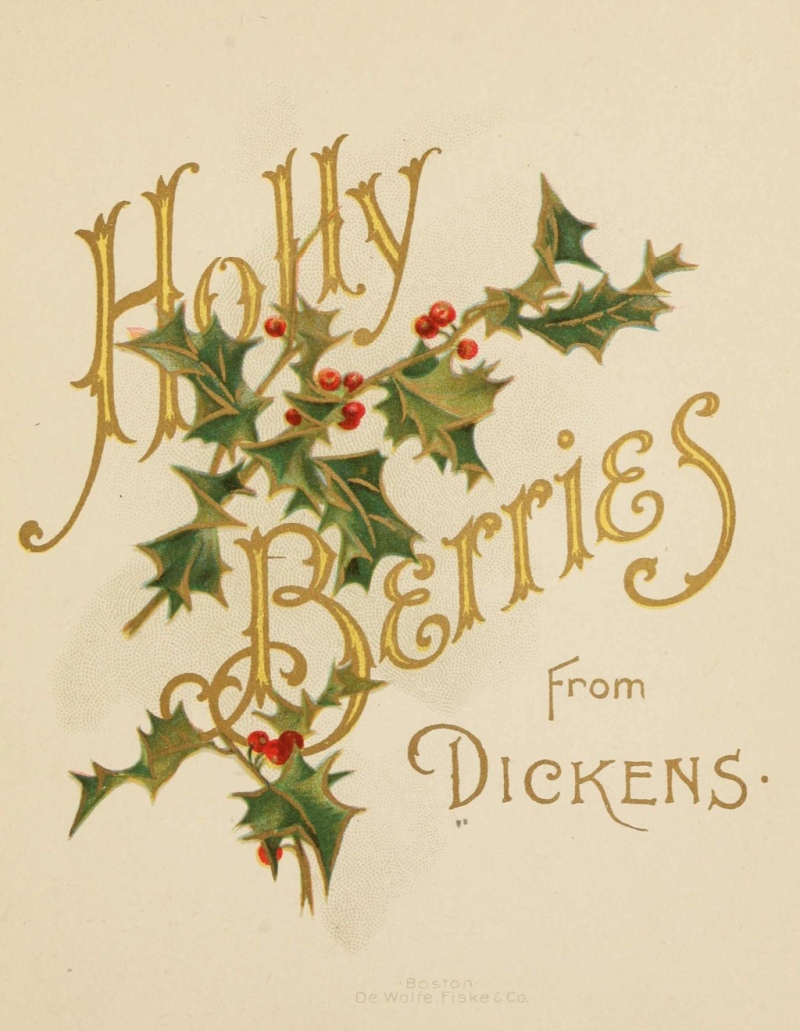 Holly
Berries
From
DICKENS.
Boston
De Wolfe, Fiske & Co.